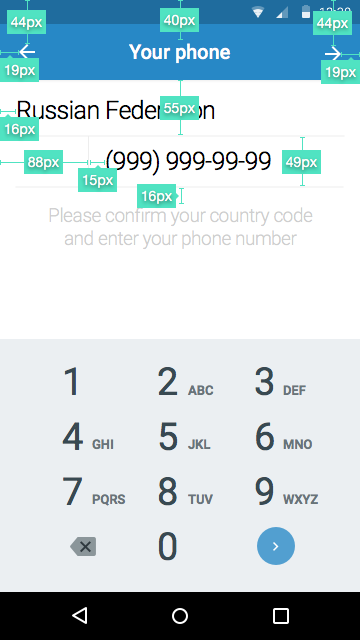 44px 40px 12:30 44px
Your phone
19px 19px
Russian Federation
55px
16px
88px (999) 999-99-99 49px
15px
16px
Please confirm your country code
and enter your phone number
1 2 ABC 3 DEF
4 GHI 5 JKL 6 MNO
7 PQRS 8 TUV 9 WXYZ
0